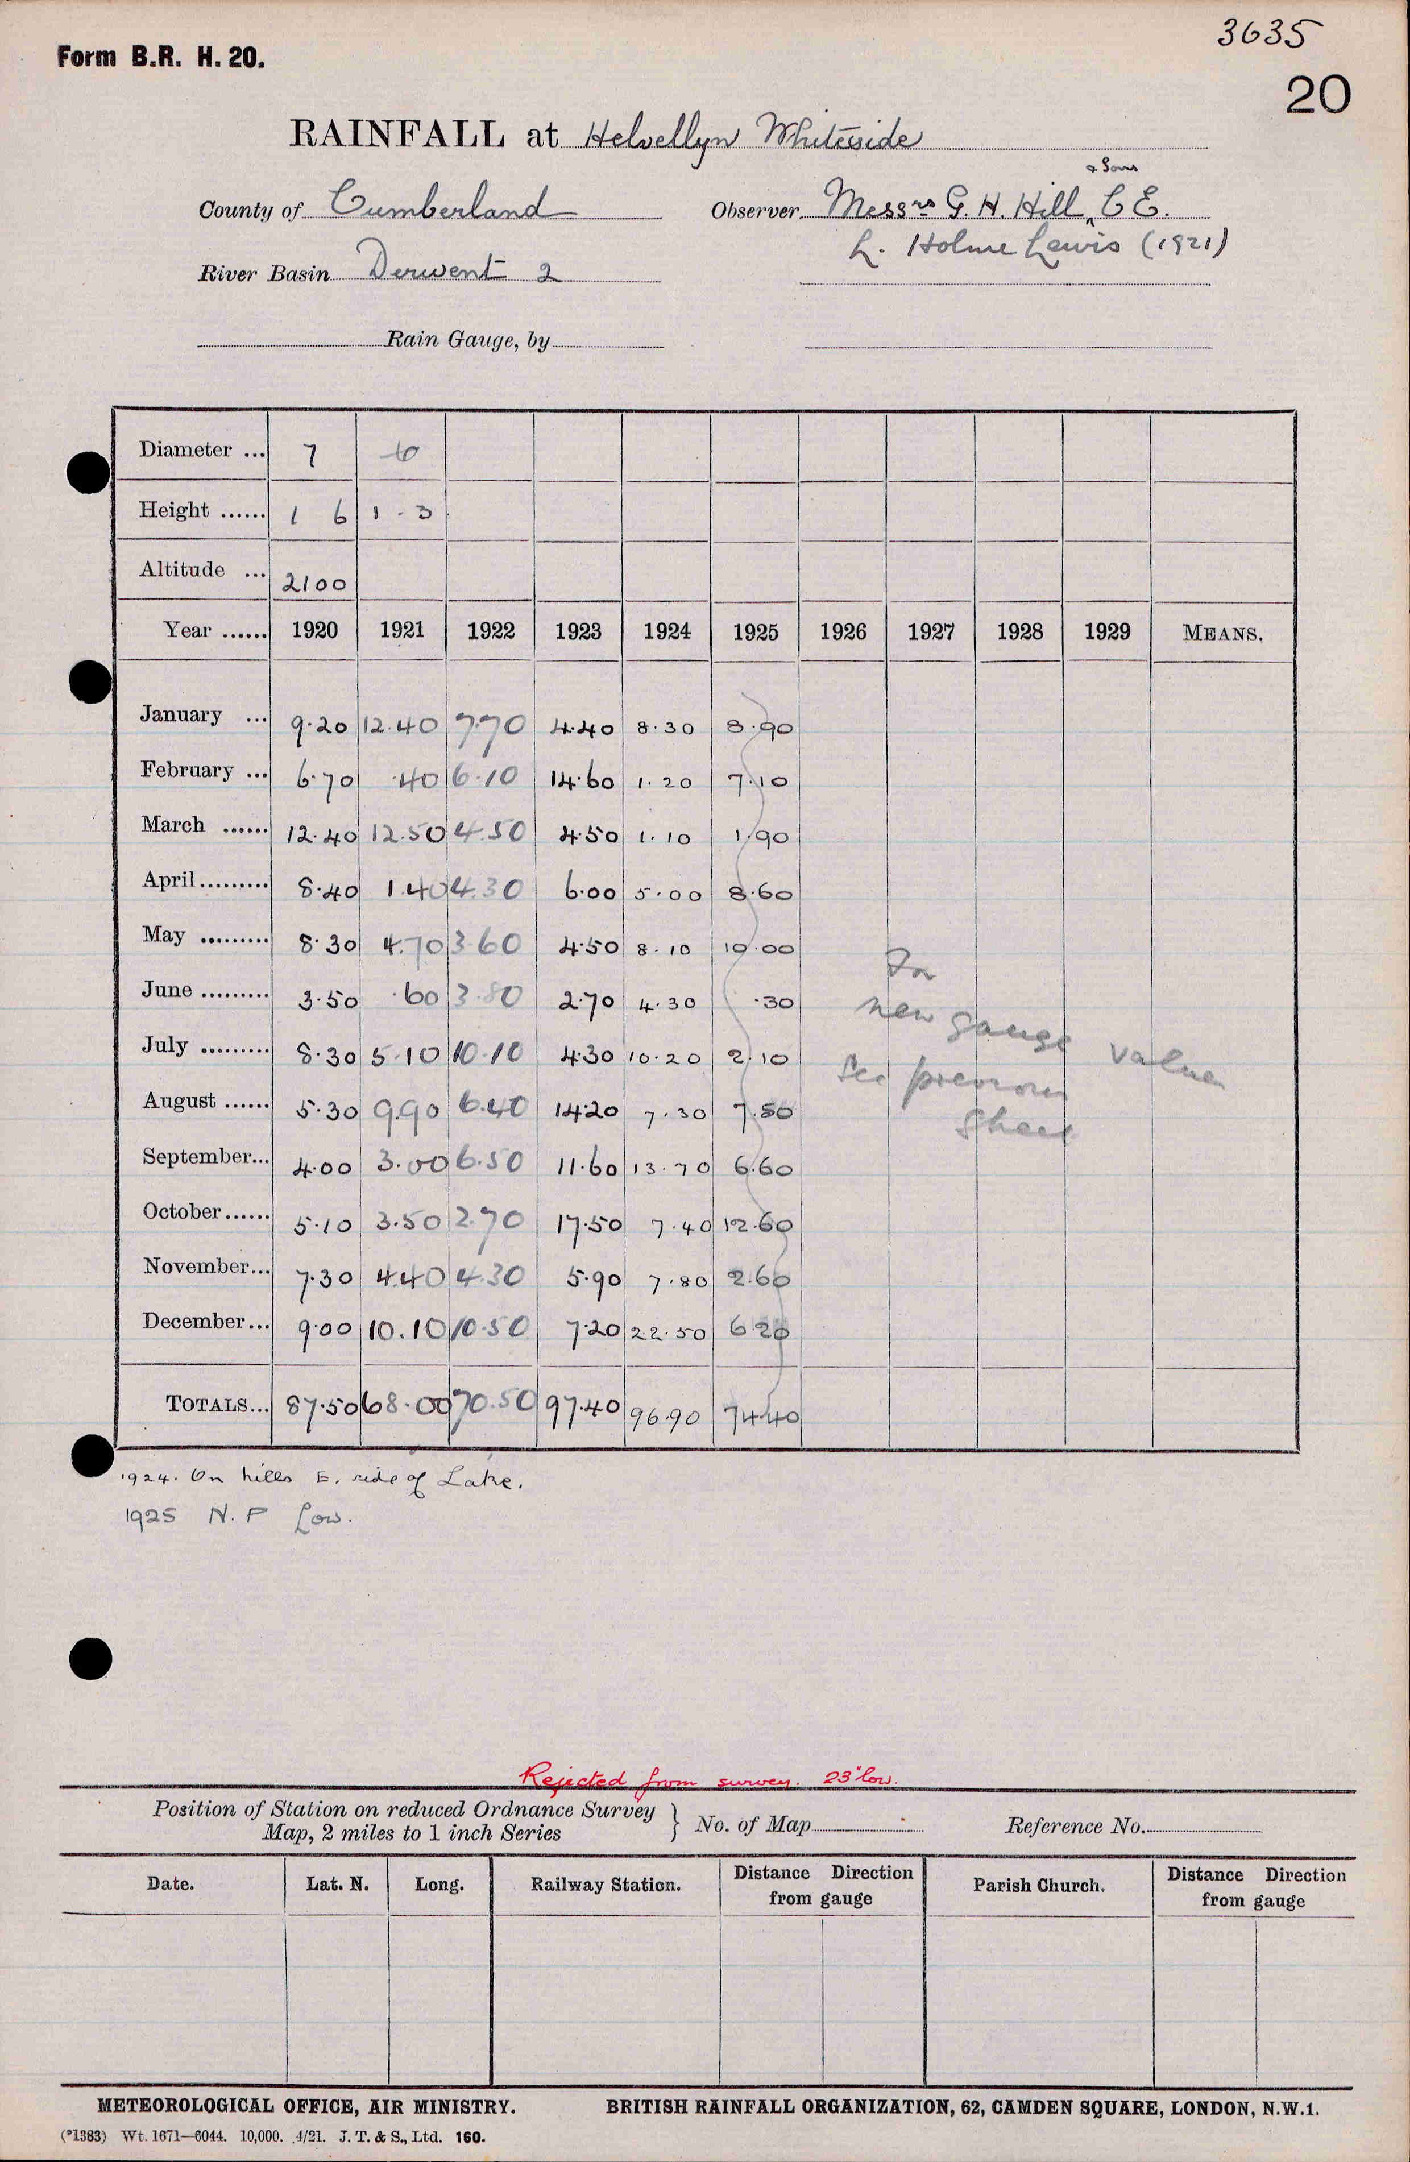 3635
Form B.R. H. 20.
20
RAINFALL at Helvellyn Whiteside
& Sons
County of Cumberland Observer Messrs G. H. Hill, C E.
L. Holme Lewis (1921)
River Basin Derwent 2
Rain Gauge, by
Diameter ... 7 6
Height ...... 1 6 1 - 3
Altitude ... 2100
Year ...... 1920 1921 1922 1923 1924 1925 1926 1927 1928 1929 MEANS.
January ... 9.20 12.40 7.70 4.40 8.30 8.90
February ... 6.70 .40 6.10 14.60 1.20 7.10
March ...... 12.40 12.50 4.50 4.50 1.10 1.90
April ......... 8.40 1.40 4.30 6.00 5.00 8.60
May ......... 8.30 4.70 3.60 4.50 8.10 10.00
For
June ......... 3.50 .60 3.80 2.70 4.30 .30
new gauge values
July ......... 8.30 5.10 10.10 4.30 10.20 2.10
see previous
August ...... 5.30 9.90 6.40 14.20 7.30 7.50
sheet
September... 4.00 3.00 6.50 11.60 13.70 6.60
October ...... 5.10 3.50 2.70 17.50 7.40 12.60
November... 7.30 4.40 4.30 5.90 7.80 2.60
December... 9.00 10.10 10.50 7.20 22.50 6.20
TOTALS... 87.50 68.00 70.50 97.40 96.90 74.40
1924. On hills E. side of Lake.
1925 N. P Low.
Rejected from survey. 23" low.
Position of Station on reduced Ordnance Survey
Map, 2 miles to 1 inch Series } No. of Map Reference No.
Date. Lat. N. Long. Railway Station. Distance Direction from gauge Parish Church. Distance Direction from gauge
METEOROLOGICAL OFFICE, AIR MINISTRY. BRITISH RAINFALL ORGANIZATION, 62, CAMDEN SQUARE, LONDON, N.W.1.
(*1383) Wt. 1671—6044. 10,000. 4/21. J. T. & S., Ltd. 160.